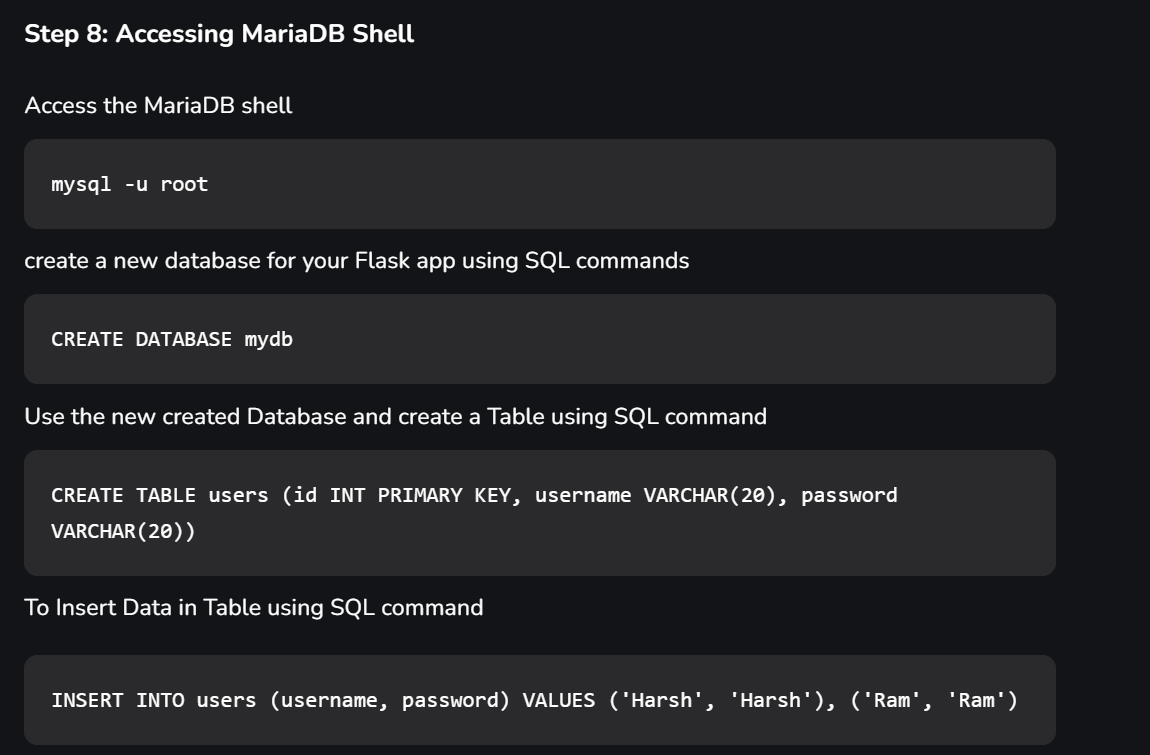 Step 8: Accessing MariaDB Shell
Access the MariaDB shell
mysql -u root
create a new database for your Flask app using SQL commands
CREATE DATABASE mydb
Use the new created Database and create a Table using SQL command
CREATE TABLE users (id INT PRIMARY KEY, username VARCHAR(20), password
VARCHAR(20))
To Insert Data in Table using SQL command
INSERT INTO users (username, password) VALUES ('Harsh', 'Harsh'), ('Ram', 'Ram')